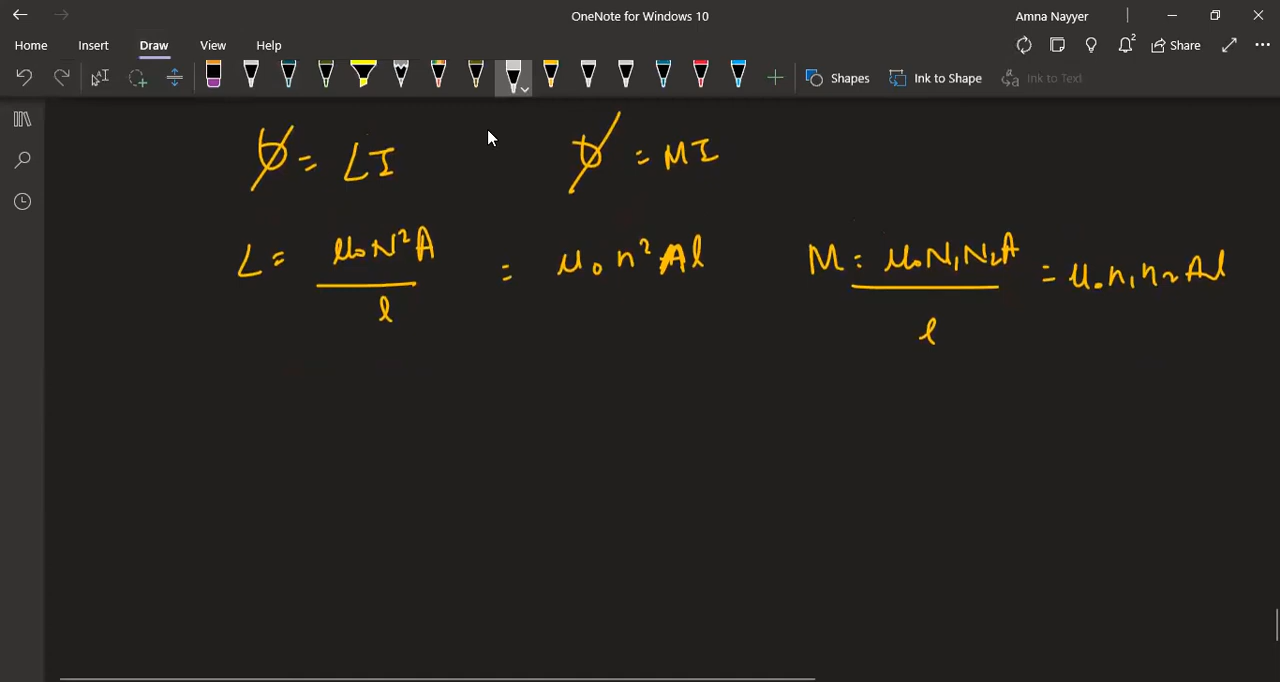 OneNote for Windows 10
Amna Nayyer
Home Insert Draw View Help
Share
Shapes Ink to Shape Ink to Text
ϕ = LI ϕ = MI
L = μ₀N²A / l = μ₀n²Al M = μ₀N₁N₂A / l = μ₀n₁n₂Al